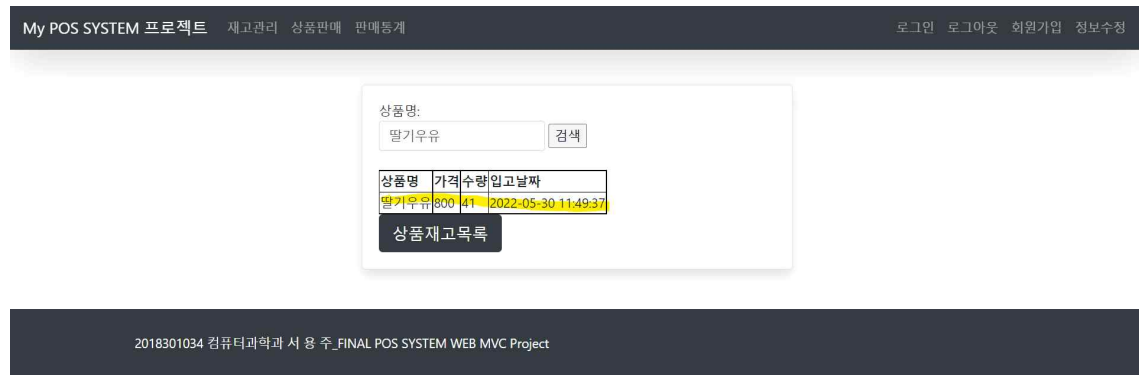 My POS SYSTEM 프로젝트 재고관리 상품판매 판매통계 로그인 로그아웃 회원가입 정보수정
상품명:
딸기우유 검색
상품명 가격 수량 입고날짜
딸기우유 800 41 2022-05-30 11:49:37
상품재고목록
2018301034 컴퓨터과학과 서 용 주_FINAL POS SYSTEM WEB MVC Project